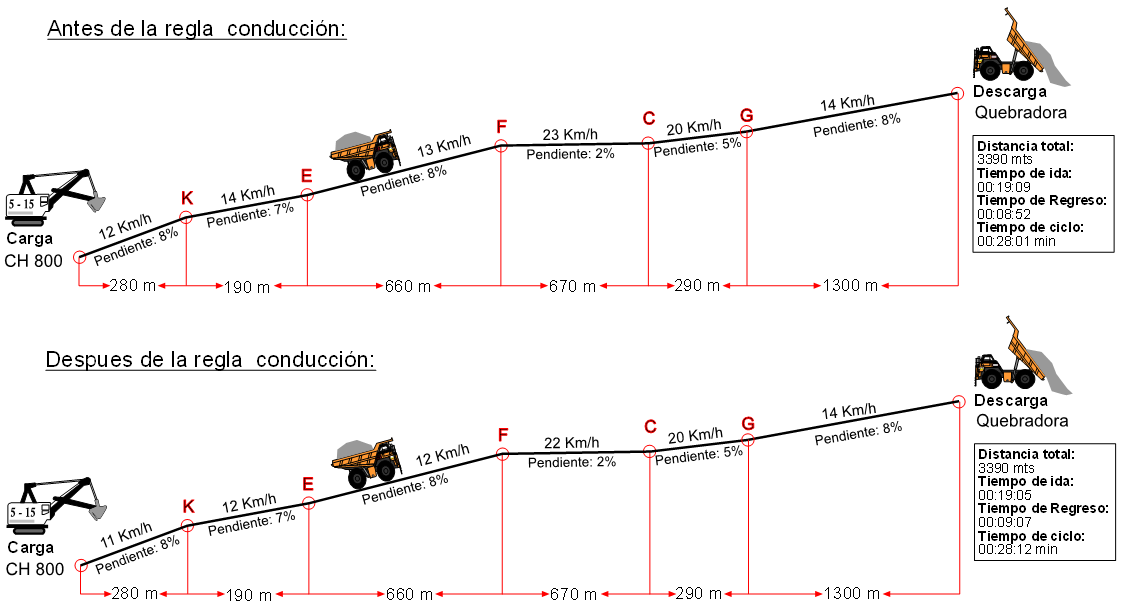 Antes de la regla conducción:
Descarga
Quebradora
14 Km/h
Pendiente: 8%
G
20 Km/h
Pendiente: 5%
C
23 Km/h
Pendiente: 2%
F
13 Km/h
Pendiente: 8%
E
14 Km/h
Pendiente: 7%
K
12 Km/h
Pendiente: 8%
5 - 15
Carga
CH 800
Distancia total:
3390 mts
Tiempo de ida:
00:19:09
Tiempo de Regreso:
00:08:52
Tiempo de ciclo:
00:28:01 min
280 m
190 m
660 m
670 m
290 m
1300 m
Despues de la regla conducción:
Descarga
Quebradora
14 Km/h
Pendiente: 8%
G
20 Km/h
Pendiente: 5%
C
22 Km/h
Pendiente: 2%
F
12 Km/h
Pendiente: 8%
E
12 Km/h
Pendiente: 7%
K
11 Km/h
Pendiente: 8%
5 - 15
Carga
CH 800
Distancia total:
3390 mts
Tiempo de ida:
00:19:05
Tiempo de Regreso:
00:09:07
Tiempo de ciclo:
00:28:12 min
280 m
190 m
660 m
670 m
290 m
1300 m